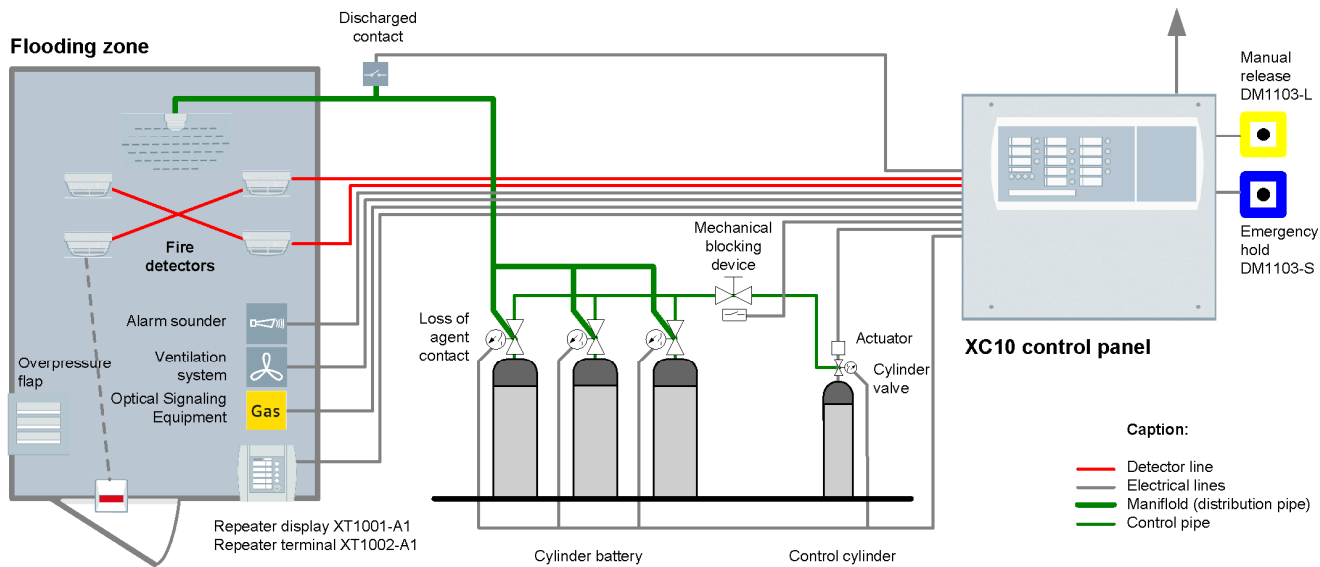 Discharged
contact
Flooding zone
Manual
release
DM1103-L
Emergency
hold
DM1103-S
Fire
detectors
Mechanical
blocking
device
Alarm sounder
Loss of
agent
contact
Actuator
XC10 control panel
Ventilation
system
Overpressure
flap
Cylinder
valve
Optical Signaling
Equipment
Gas
Caption:
Detector line
Electrical lines
Maniflold (distribution pipe)
Control pipe
Repeater display XT1001-A1
Repeater terminal XT1002-A1
Cylinder battery
Control cylinder